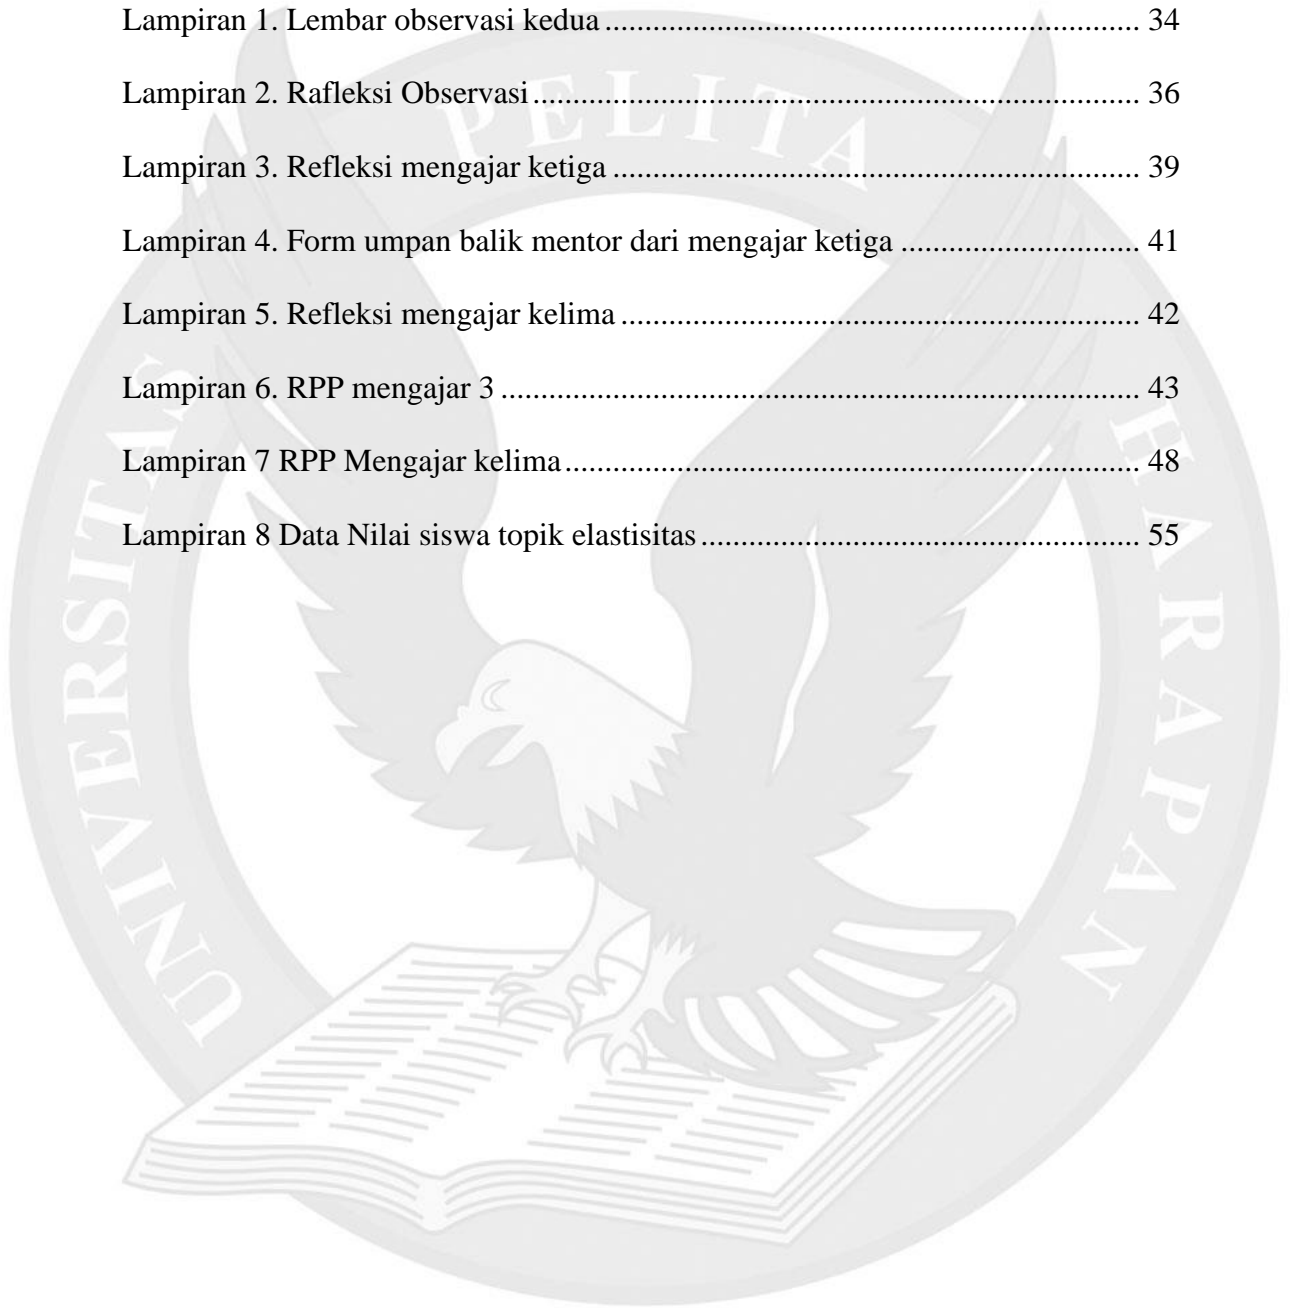 Lampiran 1. Lembar observasi kedua ........................................................................ 34
Lampiran 2. Rafleksi Observasi ................................................................................. 36
Lampiran 3. Refleksi mengajar ketiga ....................................................................... 39
Lampiran 4. Form umpan balik mentor dari mengajar ketiga ................................ 41
Lampiran 5. Refleksi mengajar kelima ...................................................................... 42
Lampiran 6. RPP mengajar 3 ...................................................................................... 43
Lampiran 7 RPP Mengajar kelima ............................................................................. 48
Lampiran 8 Data Nilai siswa topik elastisitas ........................................................... 55
UNIVERSITAS PELITA HARAPAN